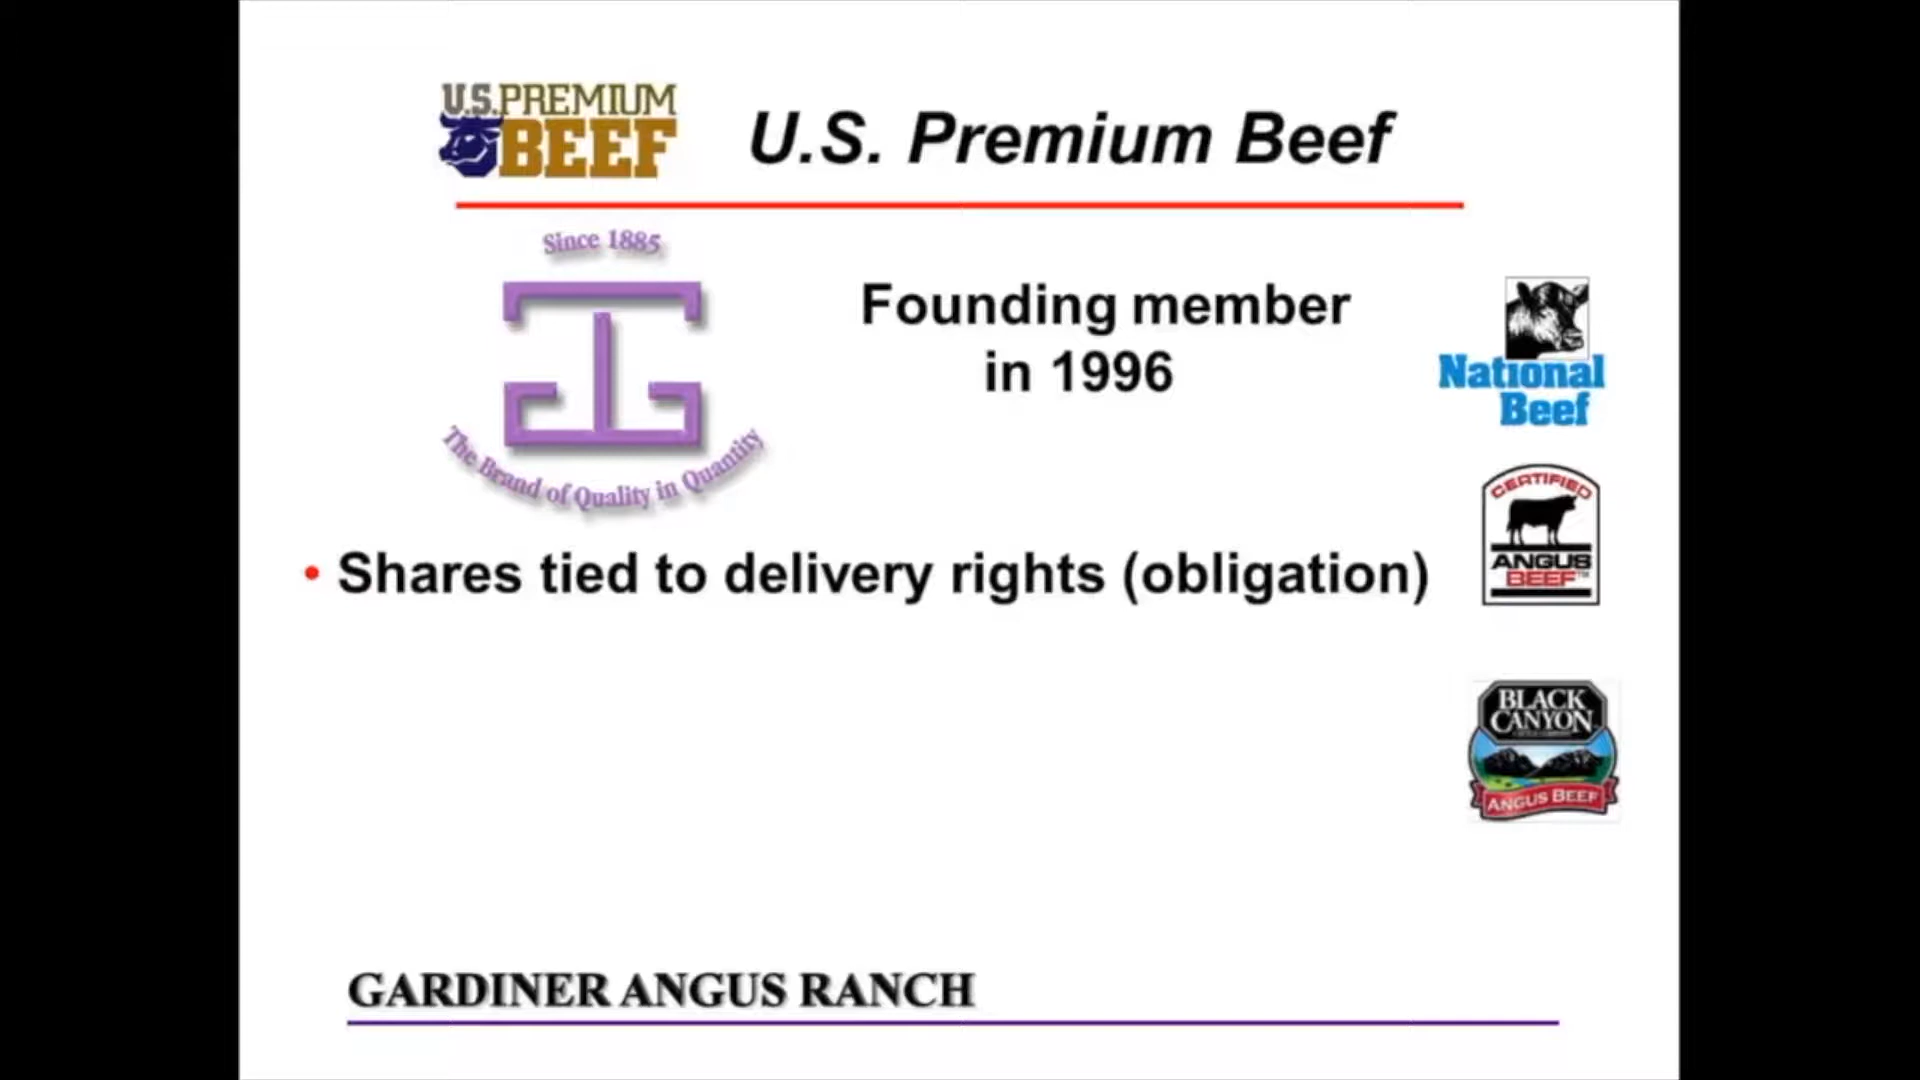 U.S. PREMIUM
BEEF
U.S. Premium Beef
Since 1885
The Brand of Quality in Quantity
Founding member
in 1996
National
Beef
CERTIFIED
ANGUS
BEEF™
• Shares tied to delivery rights (obligation)
BLACK
CANYON
ANGUS BEEF
GARDINER ANGUS RANCH